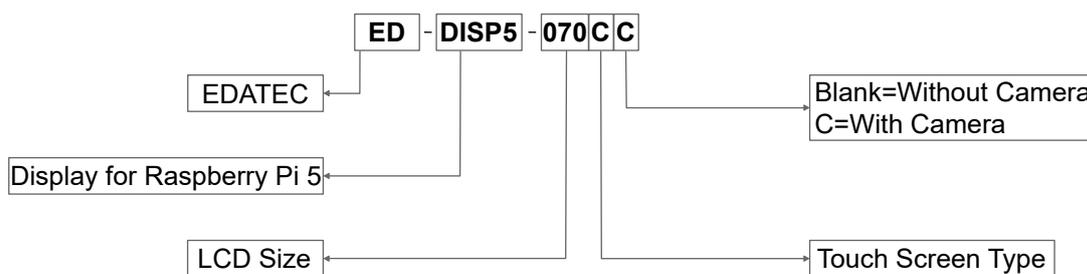 ED - DISP5 - 070 C C
EDATEC
Blank=Without Camera
C=With Camera
Display for Raspberry Pi 5
LCD Size
Touch Screen Type